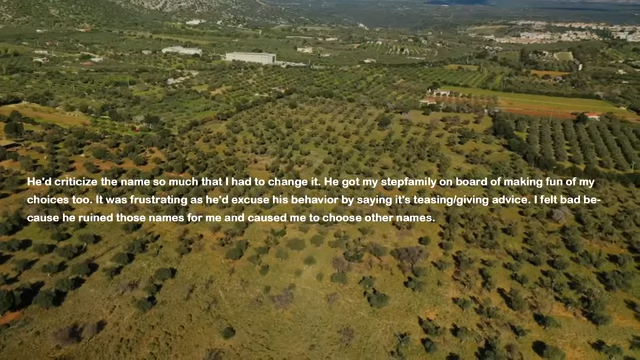 He'd criticize the name so much that I had to change it. He got my stepfamily on board of making fun of my
choices too. It was frustrating as he'd excuse his behavior by saying it's teasing/giving advice. I felt bad be-
cause he ruined those names for me and caused me to choose other names.